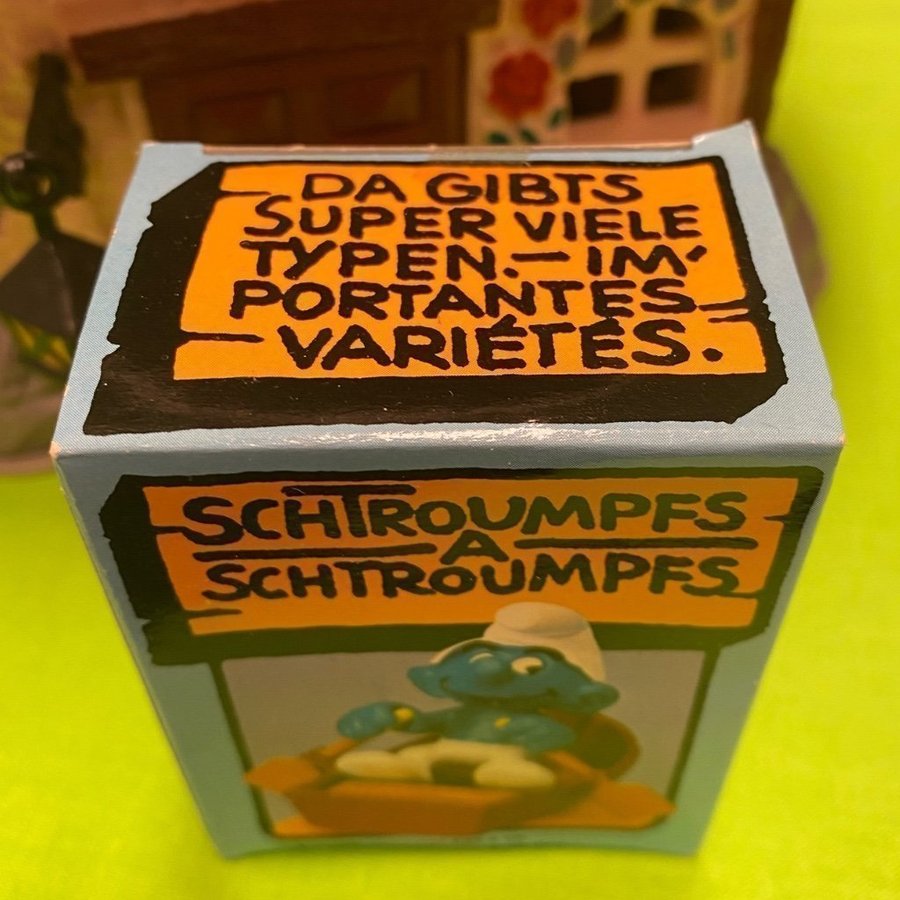 DA GIBTS
SUPER VIELE
TYPEN.— IM'
PORTANTES
VARIÉTÉS.
SCHTROUMPFS
A
SCHTROUMPFS